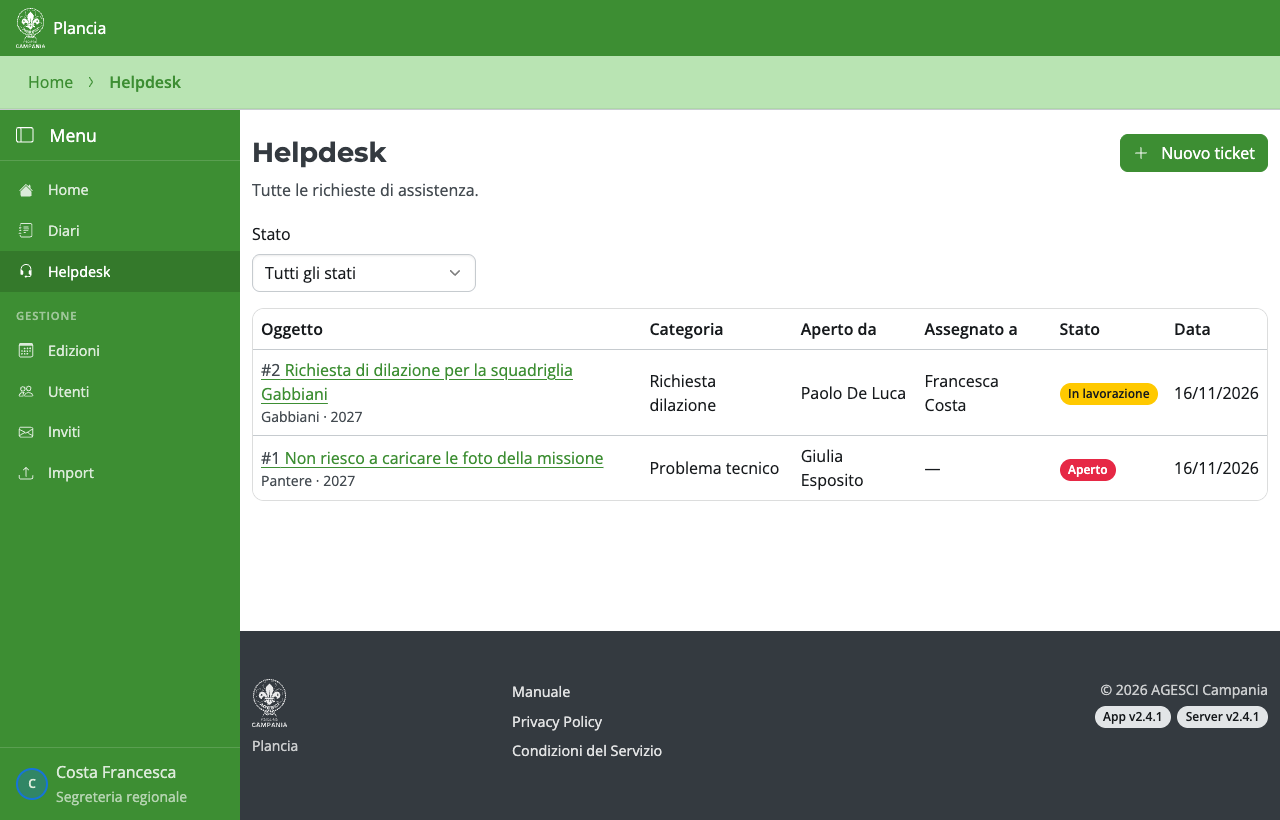 CAMPANIA
Plancia
Home > Helpdesk
Menu
Home
Diari
Helpdesk
GESTIONE
Edizioni
Utenti
Inviti
Import
Costa Francesca
C
Segreteria regionale
Helpdesk
Nuovo ticket
Tutte le richieste di assistenza.
Stato
Tutti gli stati
Oggetto Categoria Aperto da Assegnato a Stato Data
#2 Richiesta di dilazione per la squadriglia
Gabbiani
Gabbiani · 2027
Richiesta
dilazione
Paolo De Luca
Francesca
Costa
In lavorazione
16/11/2026
#1 Non riesco a caricare le foto della missione
Pantere · 2027
Problema tecnico
Giulia
Esposito
—
Aperto
16/11/2026
AGESCI
CAMPANIA
Plancia
Manuale
Privacy Policy
Condizioni del Servizio
© 2026 AGESCI Campania
App v2.4.1 Server v2.4.1